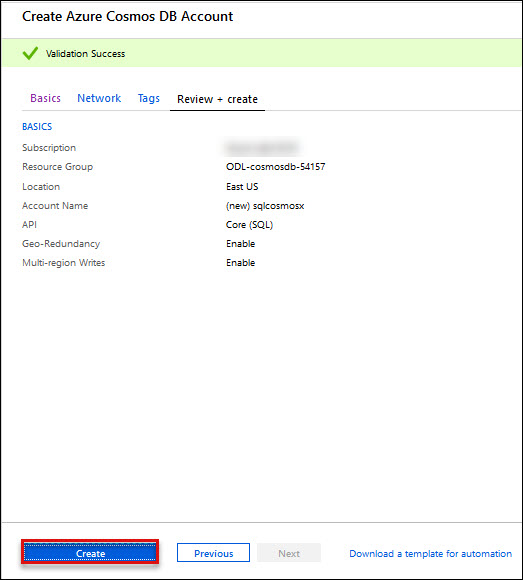 Create Azure Cosmos DB Account
Validation Success
Basics Network Tags Review + create
BASICS
Subscription
Resource Group ODL-cosmosdb-54157
Location East US
Account Name (new) sqlcosmosx
API Core (SQL)
Geo-Redundancy Enable
Multi-region Writes Enable
Create Previous Next Download a template for automation